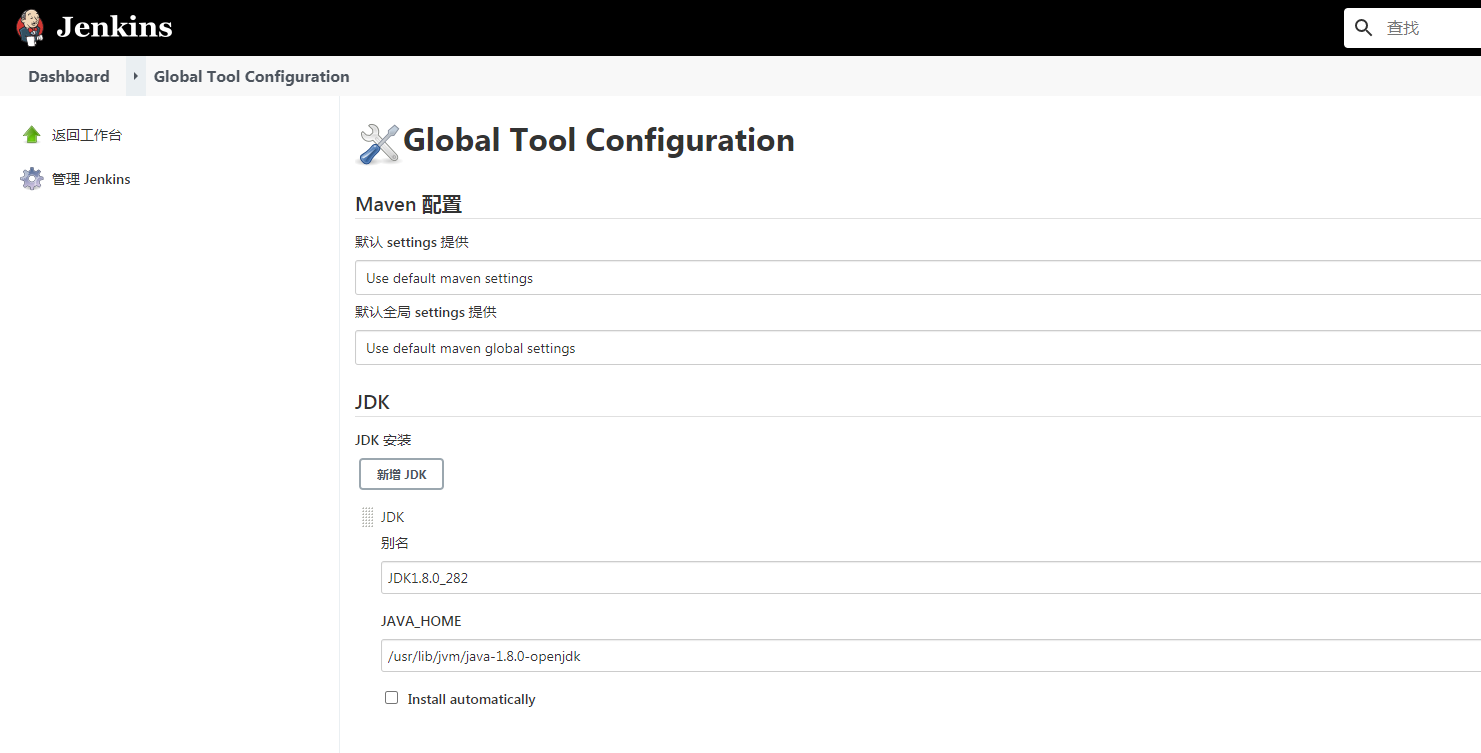 Jenkins
查找
Dashboard
Global Tool Configuration
返回工作台
管理 Jenkins
Global Tool Configuration
Maven 配置
默认 settings 提供
Use default maven settings
默认全局 settings 提供
Use default maven global settings
JDK
JDK 安装
新增 JDK
JDK
别名
JDK1.8.0_282
JAVA_HOME
/usr/lib/jvm/java-1.8.0-openjdk
Install automatically